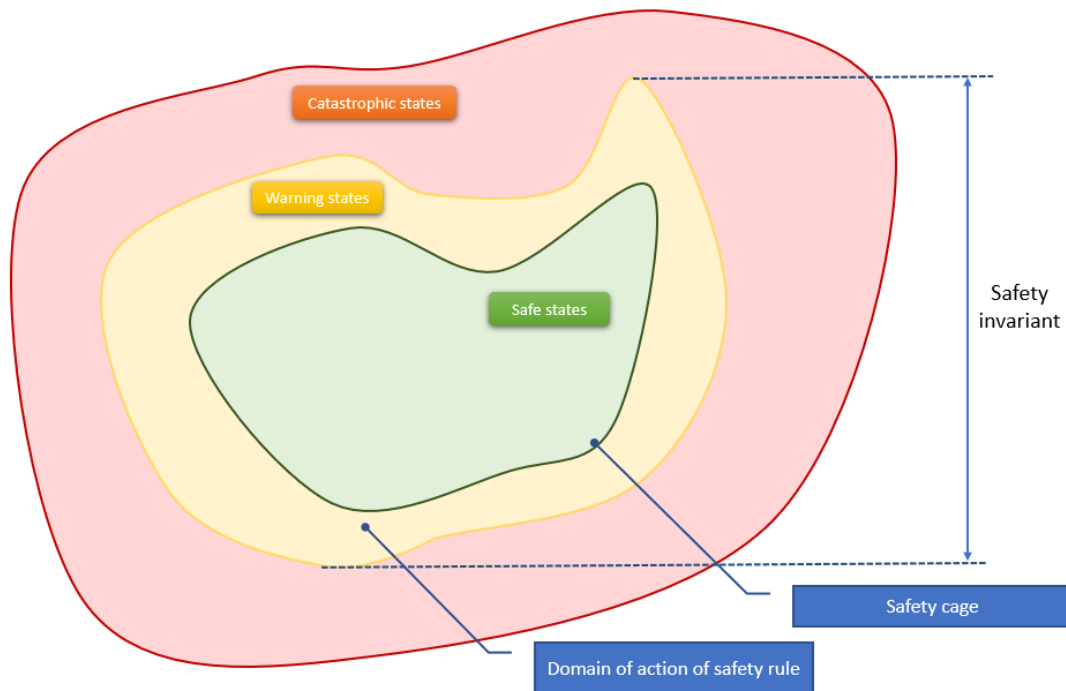 Catastrophic states
Warning states
Safe states
Safety
invariant
Safety cage
Domain of action of safety rule